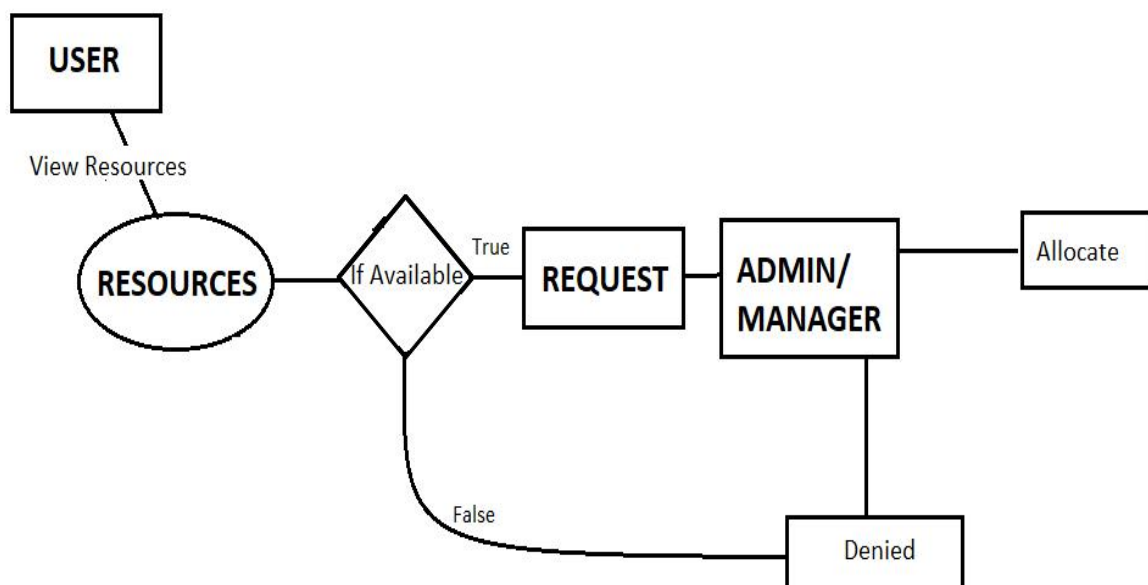 USER
View Resources
RESOURCES
If Available
True
REQUEST
ADMIN/
MANAGER
Allocate
False
Denied